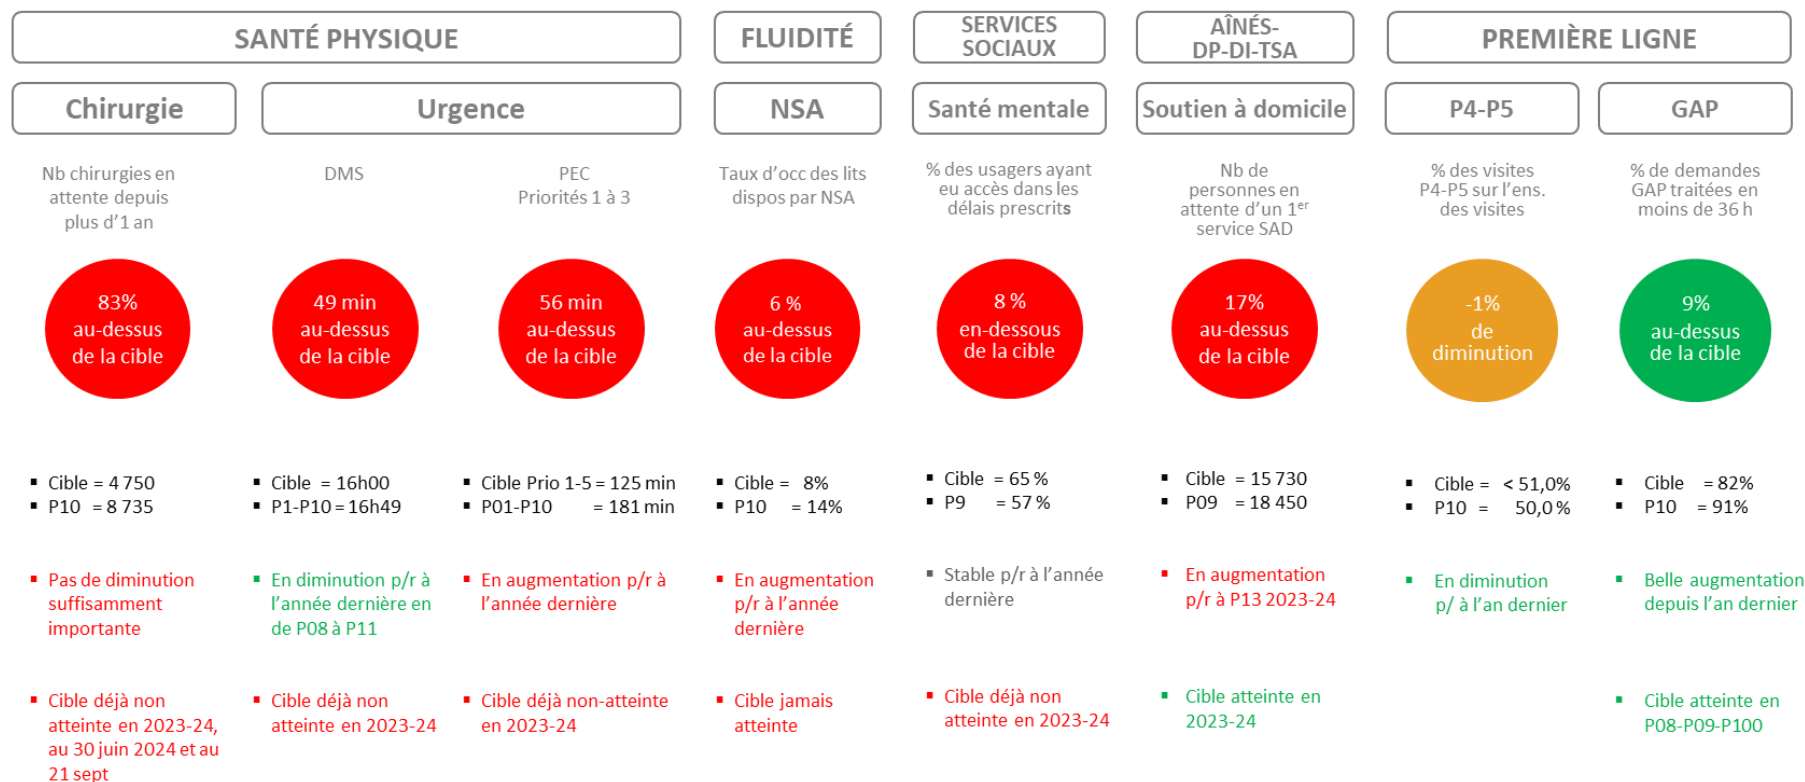 SANTÉ PHYSIQUE
FLUIDITÉ
SERVICES
SOCIAUX
AÎNÉS-
DP-DI-TSA
PREMIÈRE LIGNE
Chirurgie
Urgence
NSA
Santé mentale
Soutien à domicile
P4-P5
GAP
Nb chirurgies en
attente depuis
plus d'1 an
DMS
PEC
Priorités 1 à 3
Taux d'occ des lits
dispos par NSA
% des usagers ayant
eu accès dans les
délais prescrits
Nb de
personnes en
attente d'un 1er
service SAD
% des visites
P4-P5 sur l'ens.
des visites
% de demandes
GAP traitées en
moins de 36 h
83%
au-dessus
de la cible
49 min
au-dessus
de la cible
56 min
au-dessus
de la cible
6 %
au-dessus
de la cible
8 %
en-dessous
de la cible
17%
au-dessus
de la cible
-1%
de
diminution
9%
au-dessus
de la cible
▪ Cible = 4 750
▪ P10 = 8 735
▪ Cible = 16h00
▪ P1-P10 = 16h49
▪ Cible Prio 1-5 = 125 min
▪ P01-P10 = 181 min
▪ Cible = 8%
▪ P10 = 14%
▪ Cible = 65 %
▪ P9 = 57 %
▪ Cible = 15 730
▪ P09 = 18 450
▪ Cible = < 51,0%
▪ P10 = 50,0 %
▪ Cible = 82%
▪ P10 = 91%
▪ Pas de diminution
suffisamment
importante
▪ En diminution p/r à
l'année dernière en
de P08 à P11
▪ En augmentation p/r à
l'année dernière
▪ En augmentation
p/r à l'année
dernière
▪ Stable p/r à l'année
dernière
▪ En augmentation
p/r à P13 2023-24
▪ En diminution
p/ à l'an dernier
▪ Belle augmentation
depuis l'an dernier
▪ Cible déjà non
atteinte en 2023-24,
au 30 juin 2024 et au
21 sept
▪ Cible déjà non
atteinte en 2023-24
▪ Cible déjà non-atteinte
en 2023-24
▪ Cible jamais
atteinte
▪ Cible déjà non
atteinte en 2023-24
▪ Cible atteinte en
2023-24
▪ Cible atteinte en
P08-P09-P100